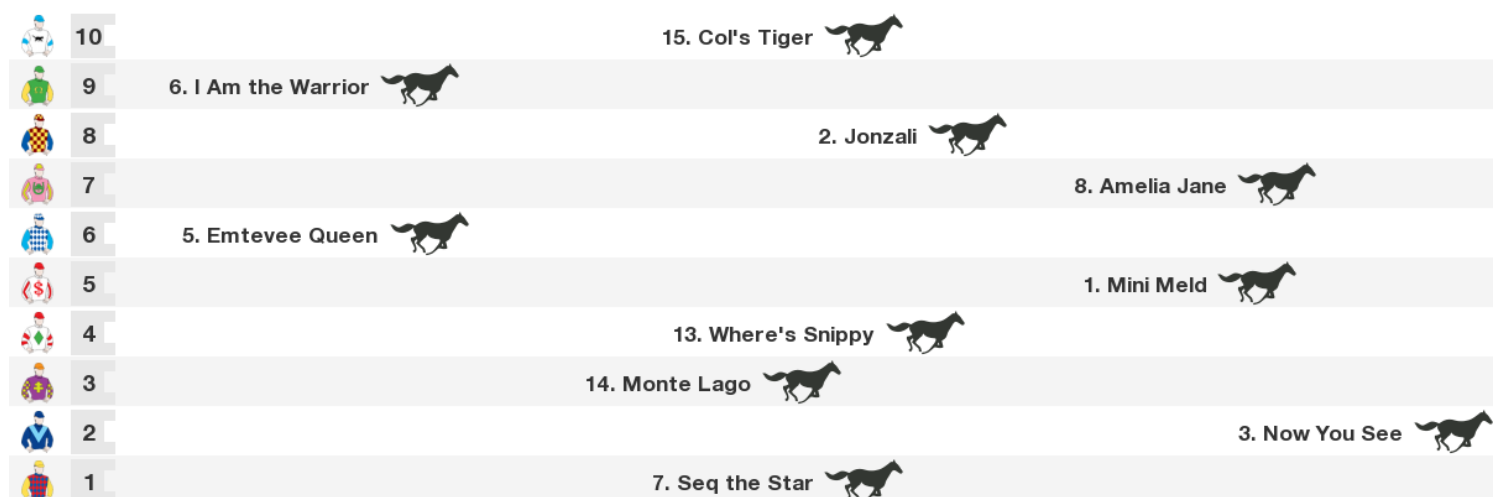 10 15. Col's Tiger
9 6. I Am the Warrior
8 2. Jonzali
7 8. Amelia Jane
6 5. Emtevee Queen
5 $ 1. Mini Meld
4 13. Where's Snippy
3 14. Monte Lago
2 3. Now You See
1 7. Seq the Star